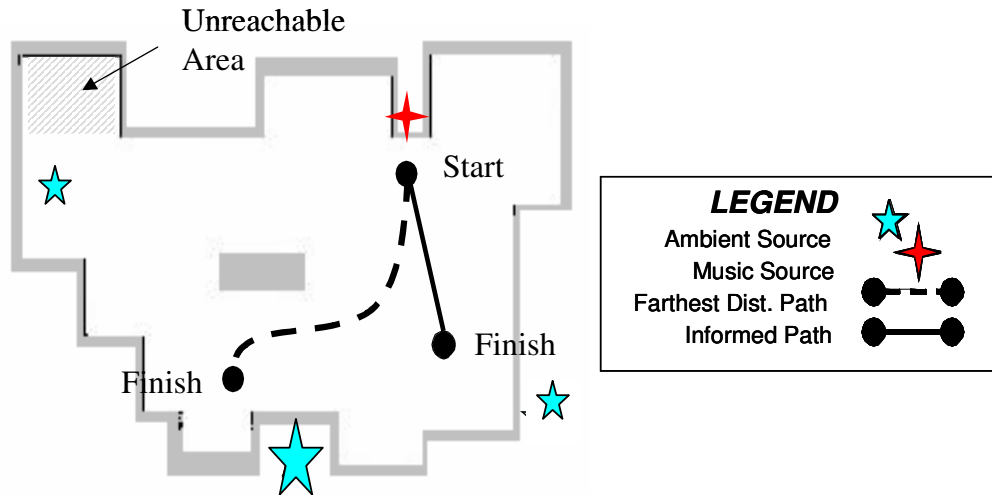 Unreachable
Area
Start
Finish
Finish
LEGEND
Ambient Source
Music Source
Farthest Dist. Path
Informed Path